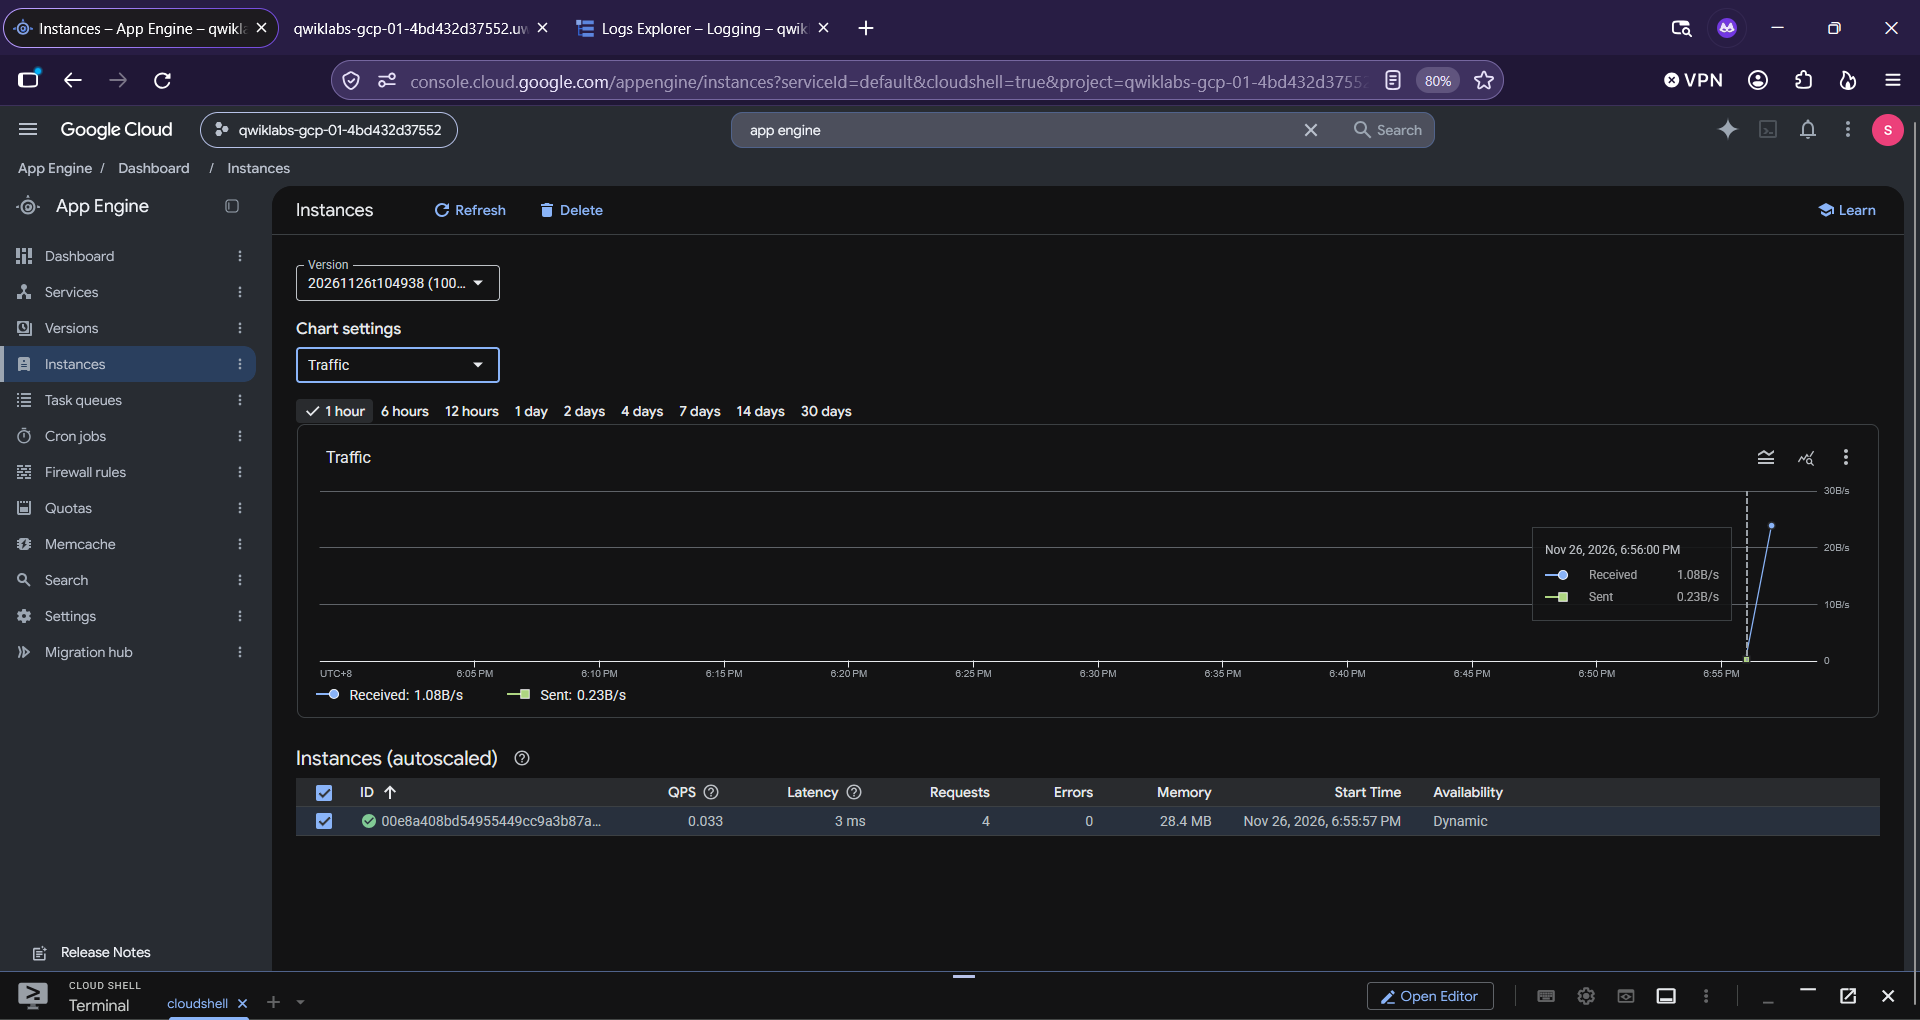 Instances – App Engine – qwikla
qwiklabs-gcp-01-4bd432d37552.uw
Logs Explorer – Logging – qwik
console.cloud.google.com/appengine/instances?serviceId=default&cloudshell=true&project=qwiklabs-gcp-01-4bd432d37552
80%
VPN
Google Cloud
qwiklabs-gcp-01-4bd432d37552
app engine
Search
S
App Engine / Dashboard / Instances
App Engine
Dashboard
Services
Versions
Instances
Task queues
Cron jobs
Firewall rules
Quotas
Memcache
Search
Settings
Migration hub
Release Notes
Instances
Refresh
Delete
Learn
Version
20261126t104938 (100...
Chart settings
Traffic
1 hour 6 hours 12 hours 1 day 2 days 4 days 7 days 14 days 30 days
Traffic
30B/s
20B/s
10B/s
0
Nov 26, 2026, 6:56:00 PM
Received 1.08B/s
Sent 0.23B/s
UTC+8 6:05 PM 6:10 PM 6:15 PM 6:20 PM 6:25 PM 6:30 PM 6:35 PM 6:40 PM 6:45 PM 6:50 PM 6:55 PM
Received: 1.08B/s Sent: 0.23B/s
Instances (autoscaled)
ID QPS Latency Requests Errors Memory Start Time Availability
00e8a408bd54955449cc9a3b87a... 0.033 3 ms 4 0 28.4 MB Nov 26, 2026, 6:55:57 PM Dynamic
CLOUD SHELL
Terminal
cloudshell
Open Editor